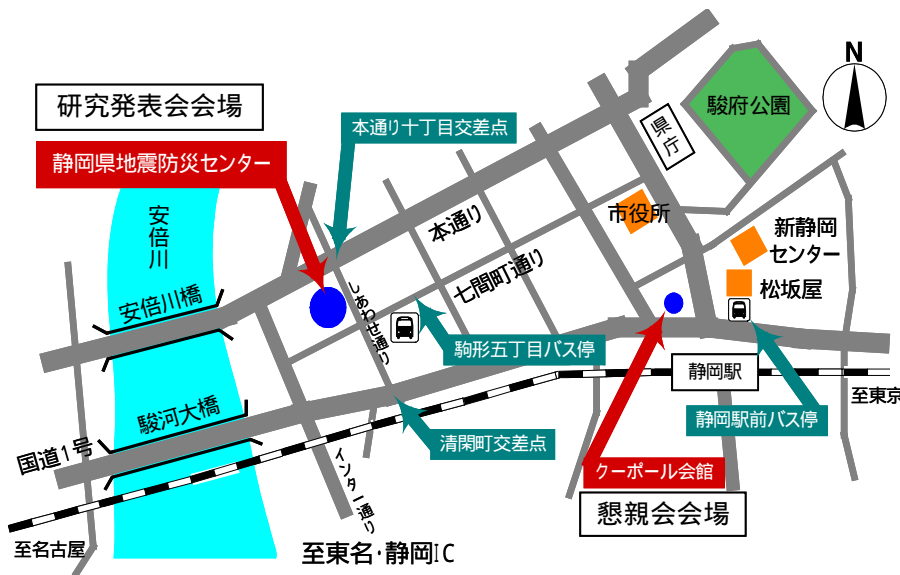 N
研究発表会会場
駿府公園
本通り十丁目交差点
県庁
静岡県地震防災センター
安倍川
市役所
本通り
新静岡
センター
七間町通り
松坂屋
安倍川橋
しあわせ通り
駒形五丁目バス停
静岡駅
至東京
駿河大橋
静岡駅前バス停
清閑町交差点
国道1号
クーポール会館
インター通り
懇親会会場
至名古屋
至東名・静岡IC